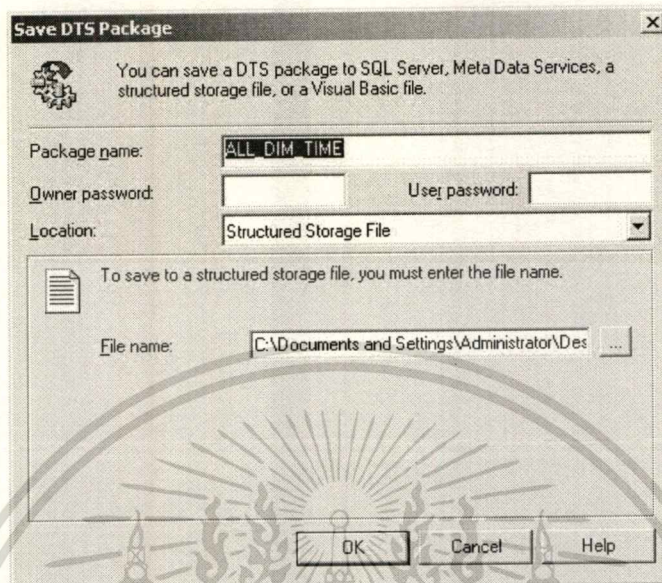 Save DTS Package
You can save a DTS package to SQL Server, Meta Data Services, a
structured storage file, or a Visual Basic file.
Package name: ALL_DIM_TIME
Owner password: User password:
Location: Structured Storage File
To save to a structured storage file, you must enter the file name.
File name: C:\Documents and Settings\Administrator\Des ...
OK Cancel Help